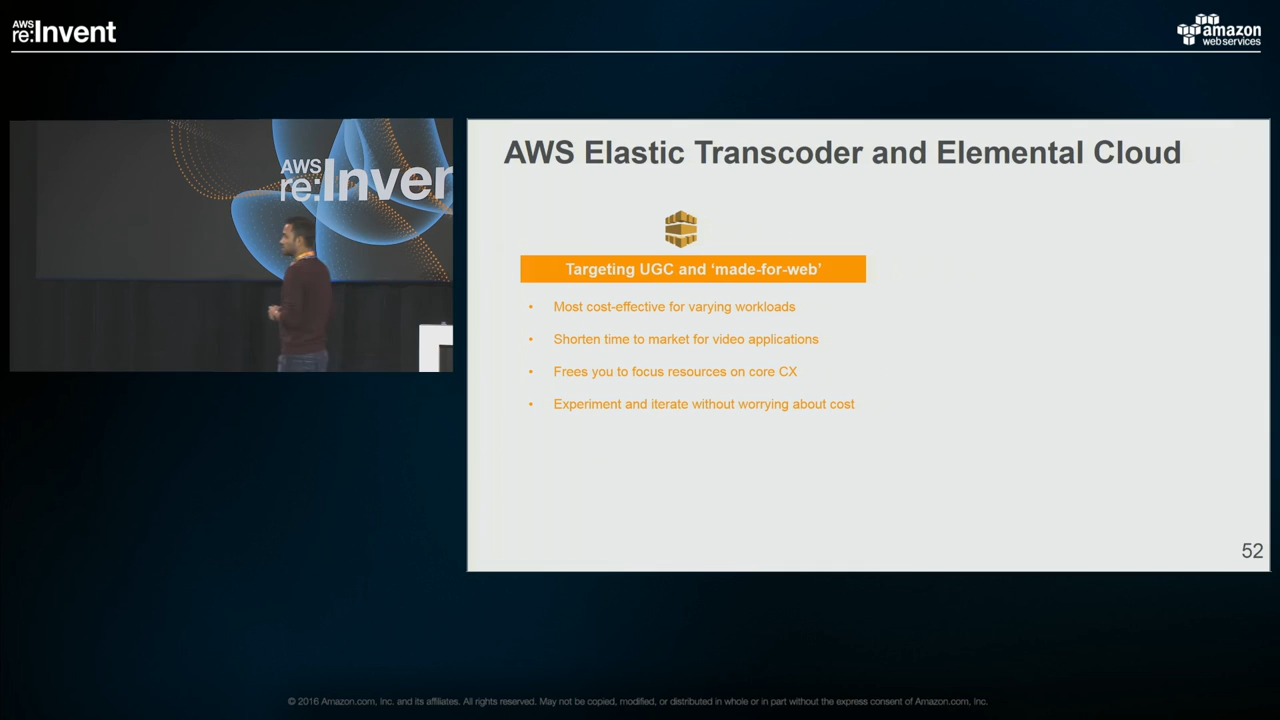 AWS
re:Invent
amazon
web services
AWS
re:Inven
AWS Elastic Transcoder and Elemental Cloud
Targeting UGC and ‘made-for-web’
• Most cost-effective for varying workloads
• Shorten time to market for video applications
• Frees you to focus resources on core CX
• Experiment and iterate without worrying about cost
52
© 2016 Amazon.com, Inc. and its affiliates. All rights reserved. May not be copied, modified, or distributed in whole or in part without the express consent of Amazon.com, Inc.